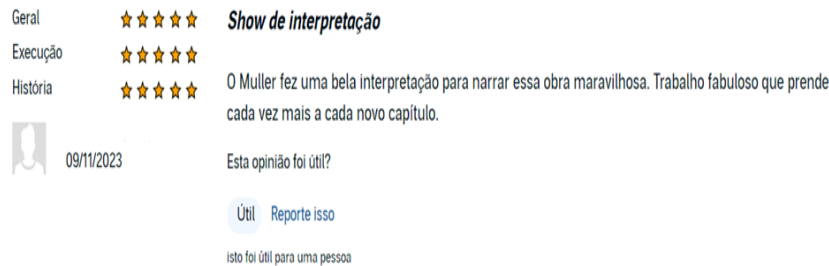 Geral
Execução
História
09/11/2023
Show de interpretação
O Muller fez uma bela interpretação para narrar essa obra maravilhosa. Trabalho fabuloso que prende
cada vez mais a cada novo capítulo.
Esta opinião foi útil?
Útil Reporte isso
isto foi útil para uma pessoa